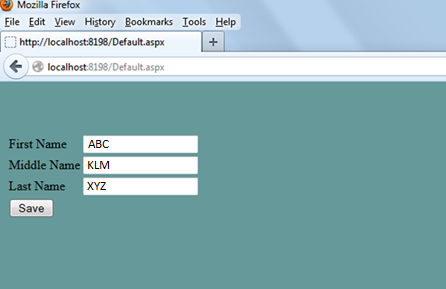 Mozilla Firefox
File Edit View History Bookmarks Tools Help
http://localhost:8198/Default.aspx +
localhost:8198/Default.aspx
First Name ABC
Middle Name KLM
Last Name XYZ
Save